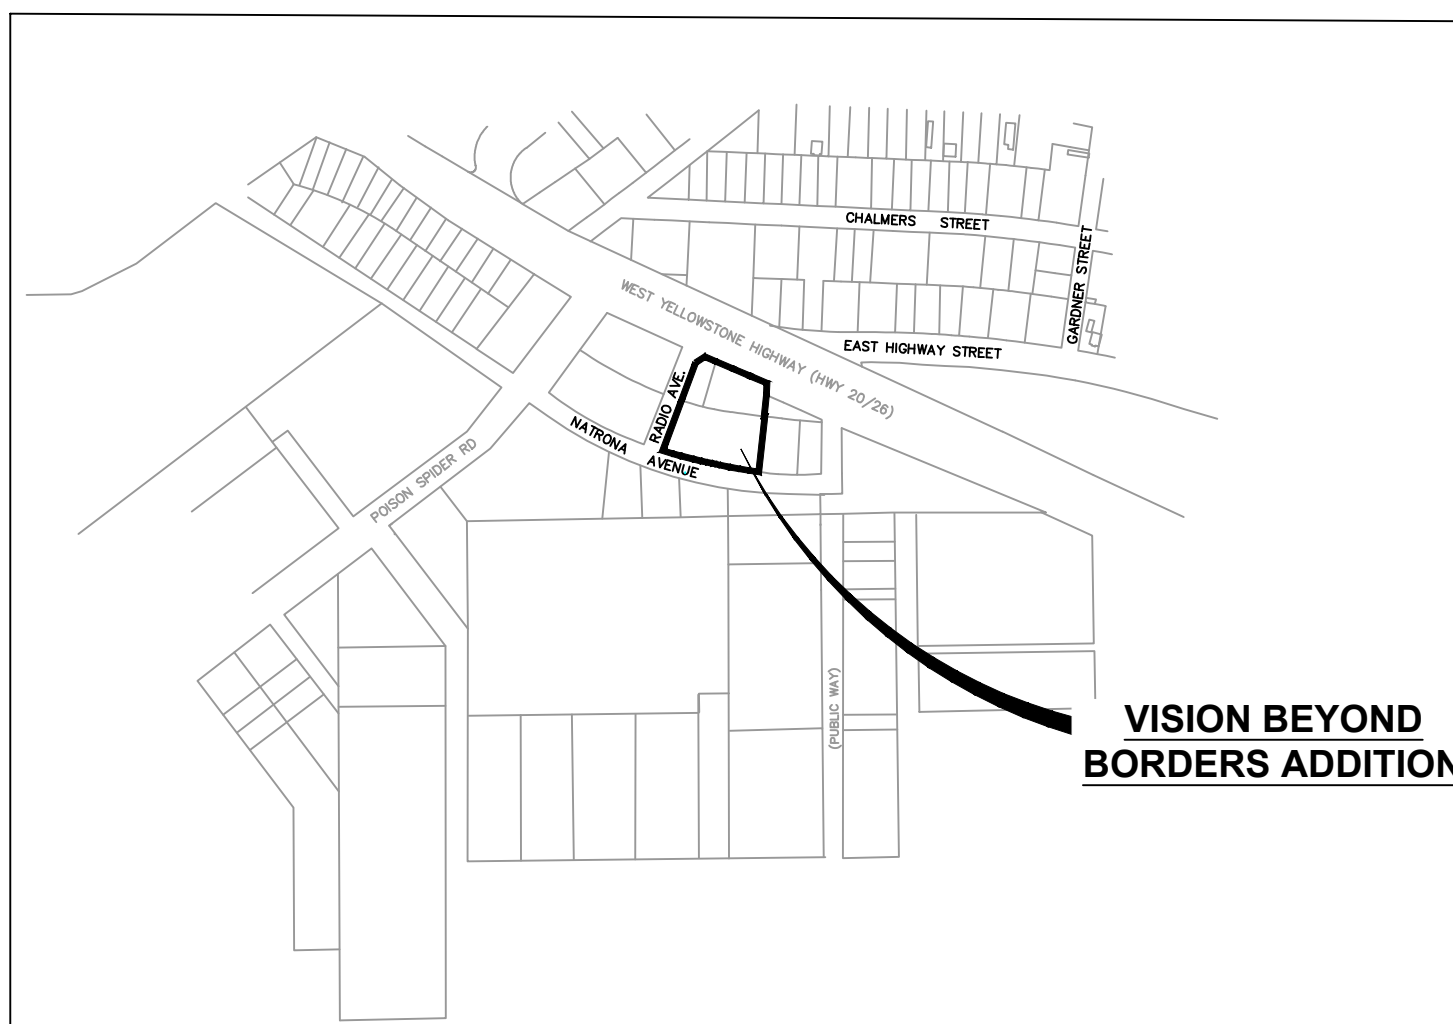 CHALMERS STREET
GARDNER STREET
WEST YELLOWSTONE HIGHWAY (HWY 20/26)
EAST HIGHWAY STREET
RADIO AVE.
NATRONA AVENUE
POISON SPIDER RD
(PUBLIC WAY)
VISION BEYOND
BORDERS ADDITION